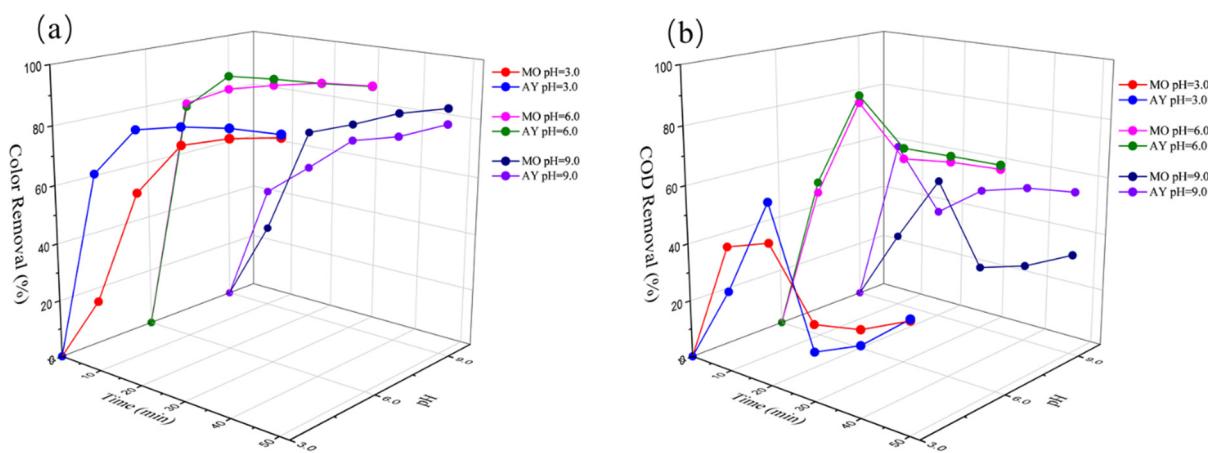 (a)
MO pH=3.0
AY pH=3.0
MO pH=6.0
AY pH=6.0
MO pH=9.0
AY pH=9.0
Color Removal (%)
100
80
60
40
20
0
10
20
30
40
50
Time (min)
3.0
6.0
9.0
pH
(b)
MO pH=3.0
AY pH=3.0
MO pH=6.0
AY pH=6.0
MO pH=9.0
AY pH=9.0
COD Removal (%)
100
80
60
40
20
0
10
20
30
40
50
Time (min)
3.0
6.0
9.0
pH